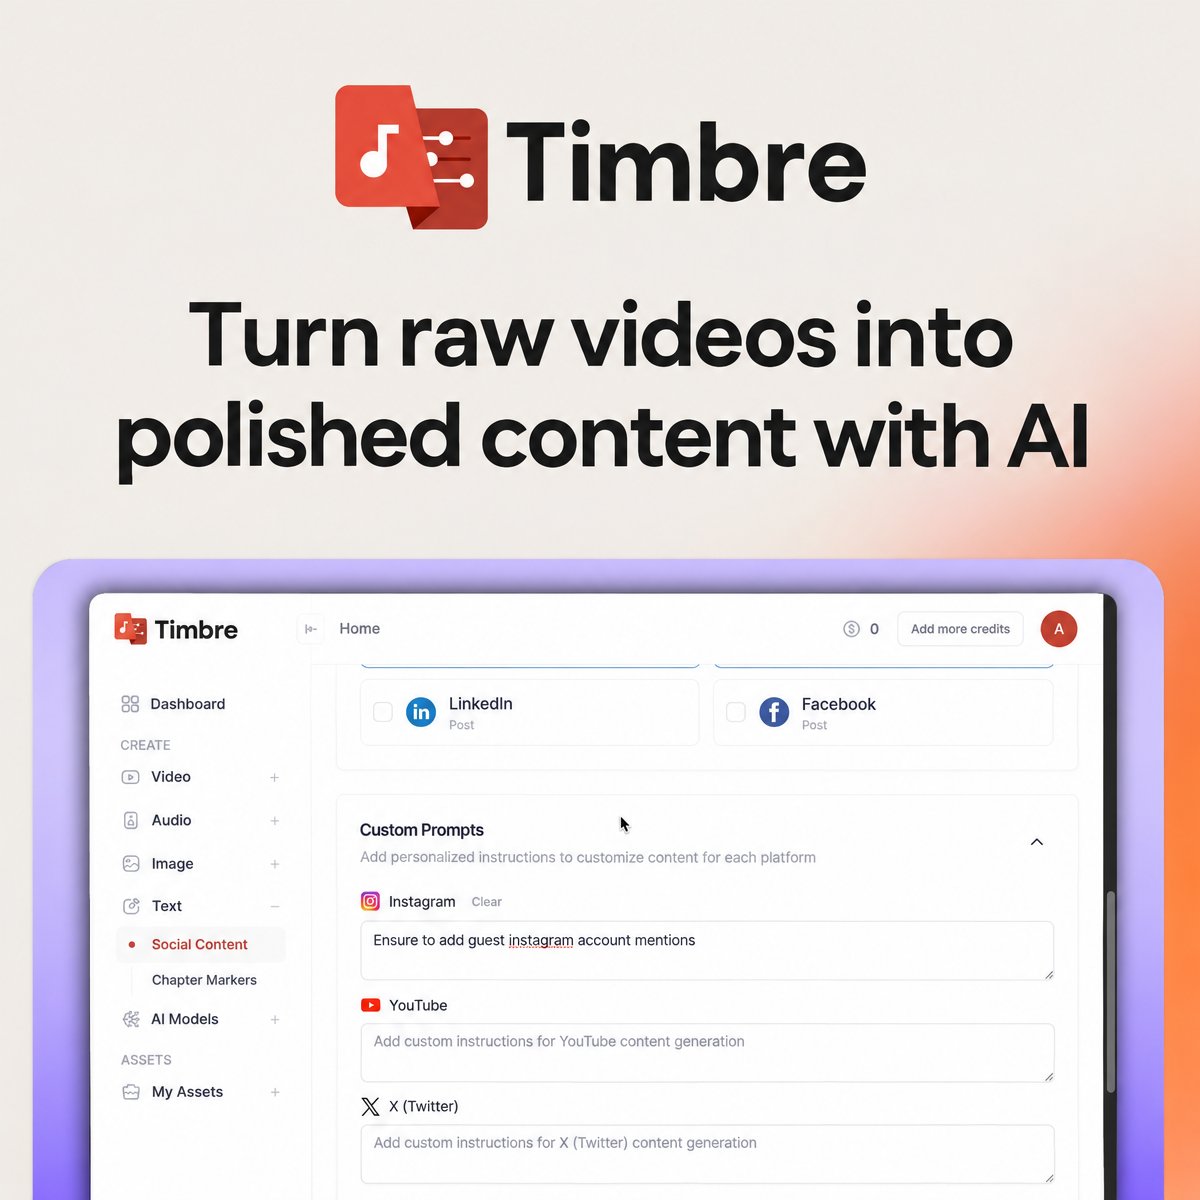 Timbre
Turn raw videos into
polished content with AI
Timbre
Home
0
Add more credits
A
Dashboard
CREATE
Video
Audio
Image
Text
Social Content
Chapter Markers
AI Models
ASSETS
My Assets
LinkedIn
Post
Facebook
Post
Custom Prompts
Add personalized instructions to customize content for each platform
Instagram Clear
Ensure to add guest instagram account mentions
YouTube
Add custom instructions for YouTube content generation
X (Twitter)
Add custom instructions for X (Twitter) content generation